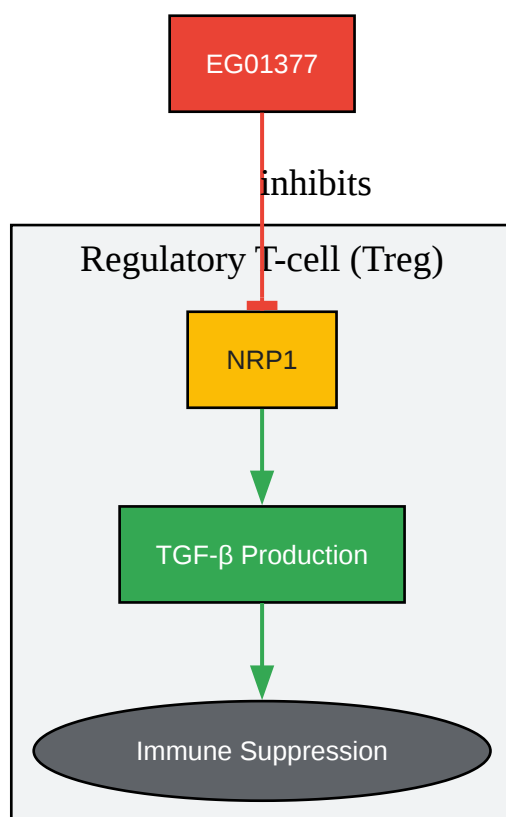 EG01377
inhibits
Regulatory T-cell (Treg)
NRP1
TGF-β Production
Immune Suppression